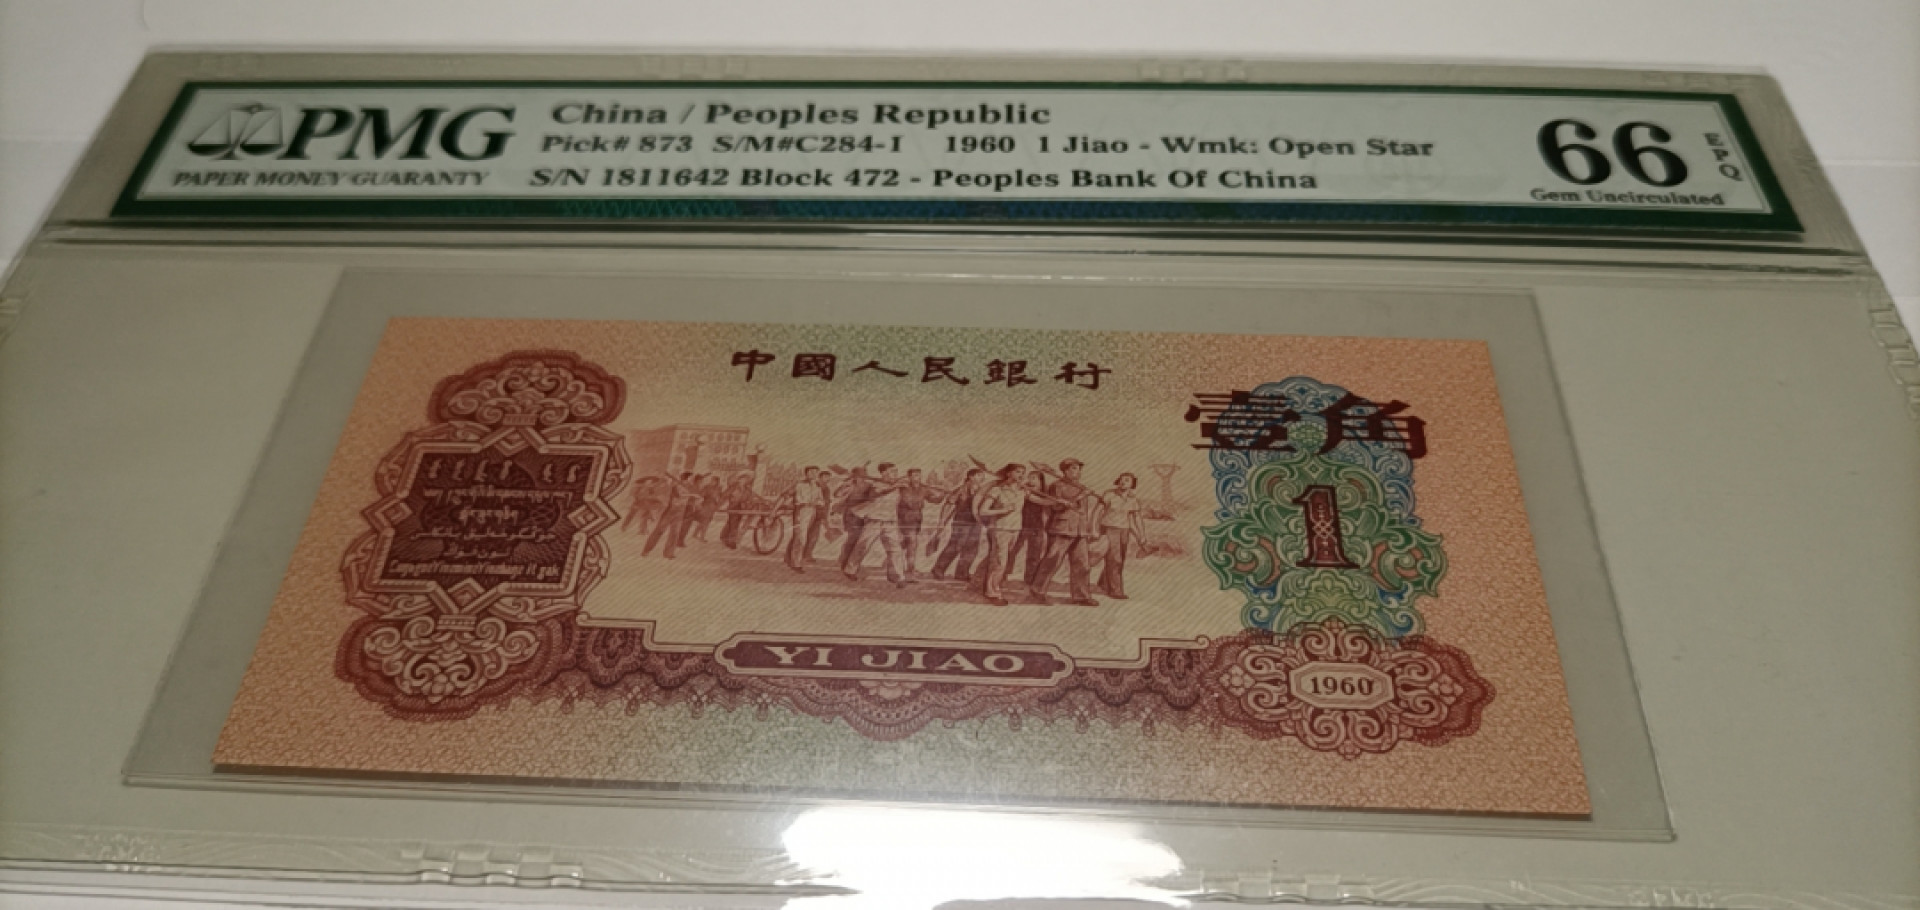 PMG
PAPER MONEY GUARANTY
China / Peoples Republic
Pick# 873 S/M#C284-1 1960 1 Jiao - Wmk: Open Star
S/N 1811642 Block 472 - Peoples Bank Of China
66 EPQ
Gem Uncirculated
中國人民銀行
壹角
1
YI JIAO
1960
PMG